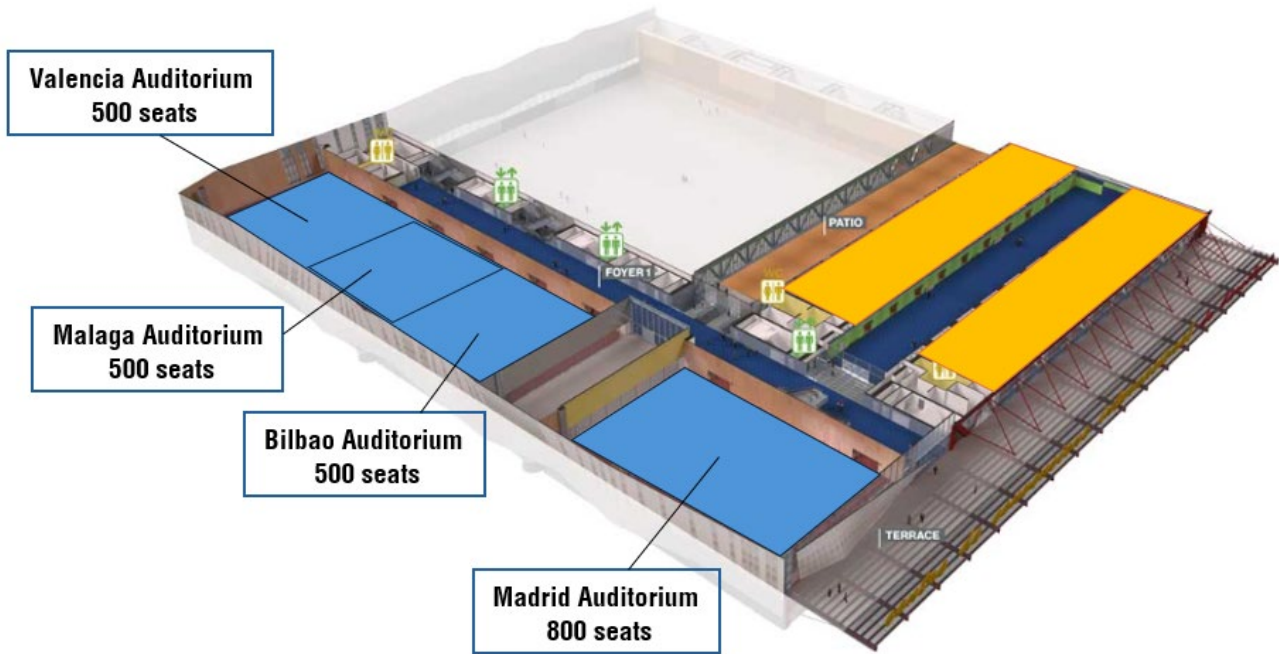 Valencia Auditorium
500 seats
Malaga Auditorium
500 seats
Bilbao Auditorium
500 seats
Madrid Auditorium
800 seats
PATIO
FOYER 1
WC
TERRACE